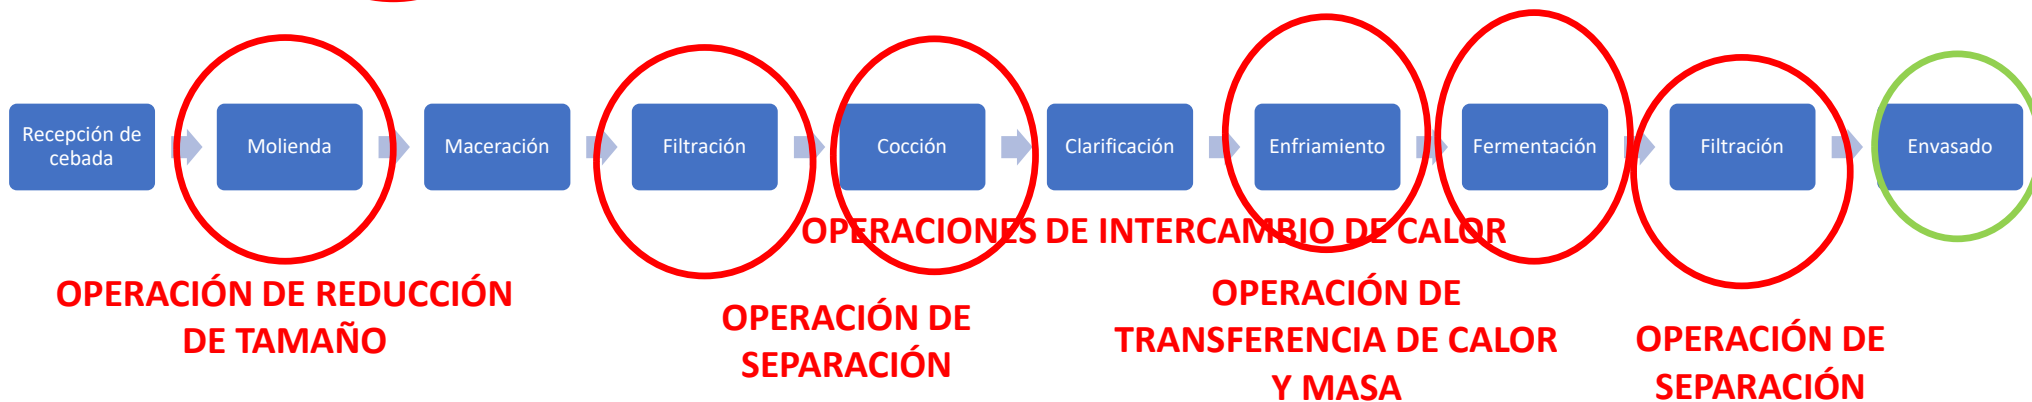 Recepción de
cebada
Molienda
Maceración
Filtración
Cocción
Clarificación
Enfriamiento
Fermentación
Filtración
Envasado
OPERACIONES DE INTERCAMBIO DE CALOR
OPERACIÓN DE REDUCCIÓN
DE TAMAÑO
OPERACIÓN DE
SEPARACIÓN
OPERACIÓN DE
TRANSFERENCIA DE CALOR
Y MASA
OPERACIÓN DE
SEPARACIÓN